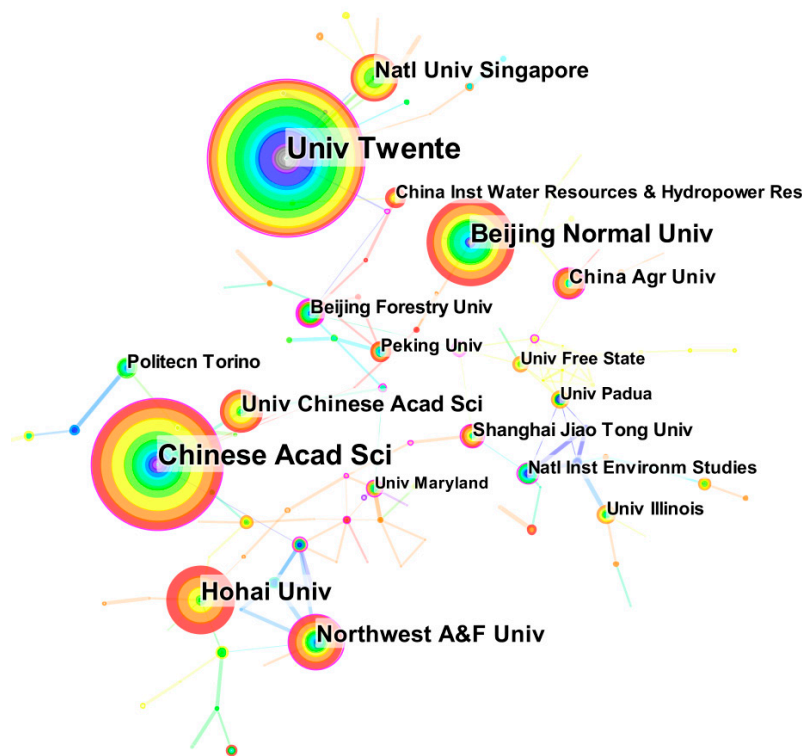 Natl Univ Singapore
Univ Twente
China Inst Water Resources & Hydropower Res
Beijing Normal Univ
China Agr Univ
Beijing Forestry Univ
Peking Univ
Politecn Torino
Univ Free State
Univ Padua
Univ Chinese Acad Sci
Shanghai Jiao Tong Univ
Chinese Acad Sci
Natl Inst Environm Studies
Univ Maryland
Univ Illinois
Hohai Univ
Northwest A&F Univ